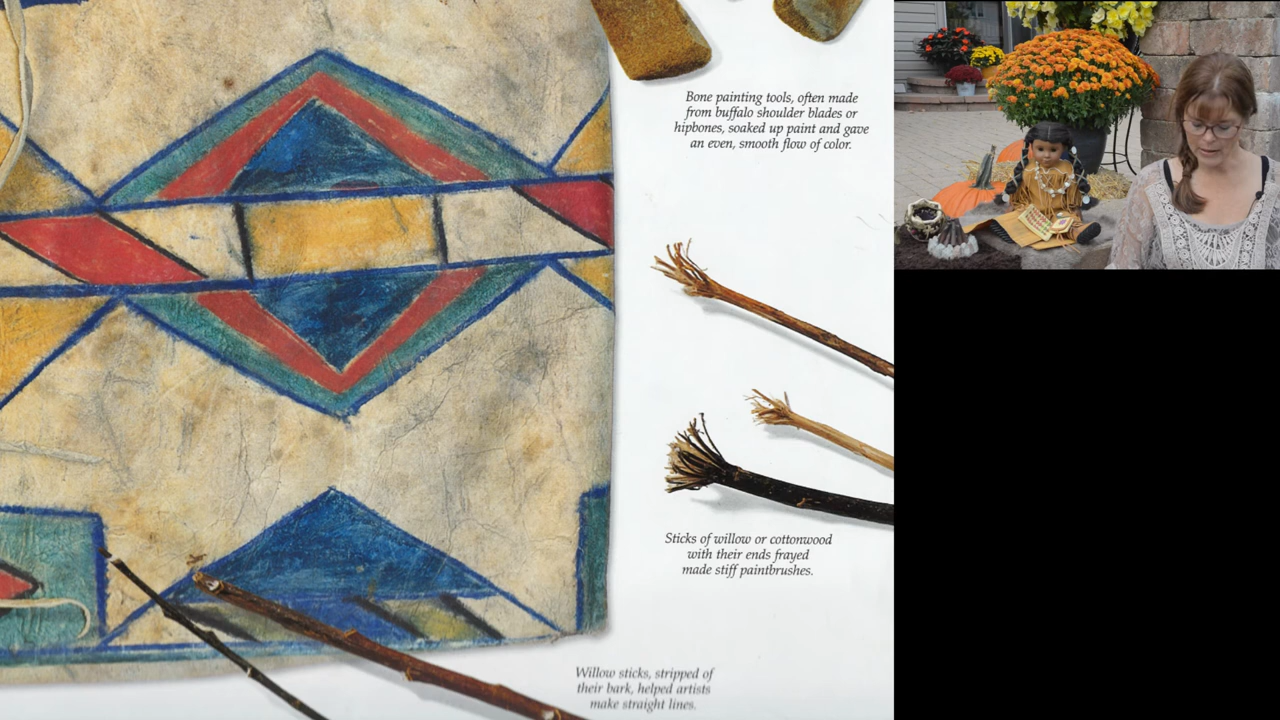 Bone painting tools, often made
from buffalo shoulder blades or
hipbones, soaked up paint and gave
an even, smooth flow of color.
Sticks of willow or cottonwood
with their ends frayed
made stiff paintbrushes.
Willow sticks, stripped of
their bark, helped artists
make straight lines.